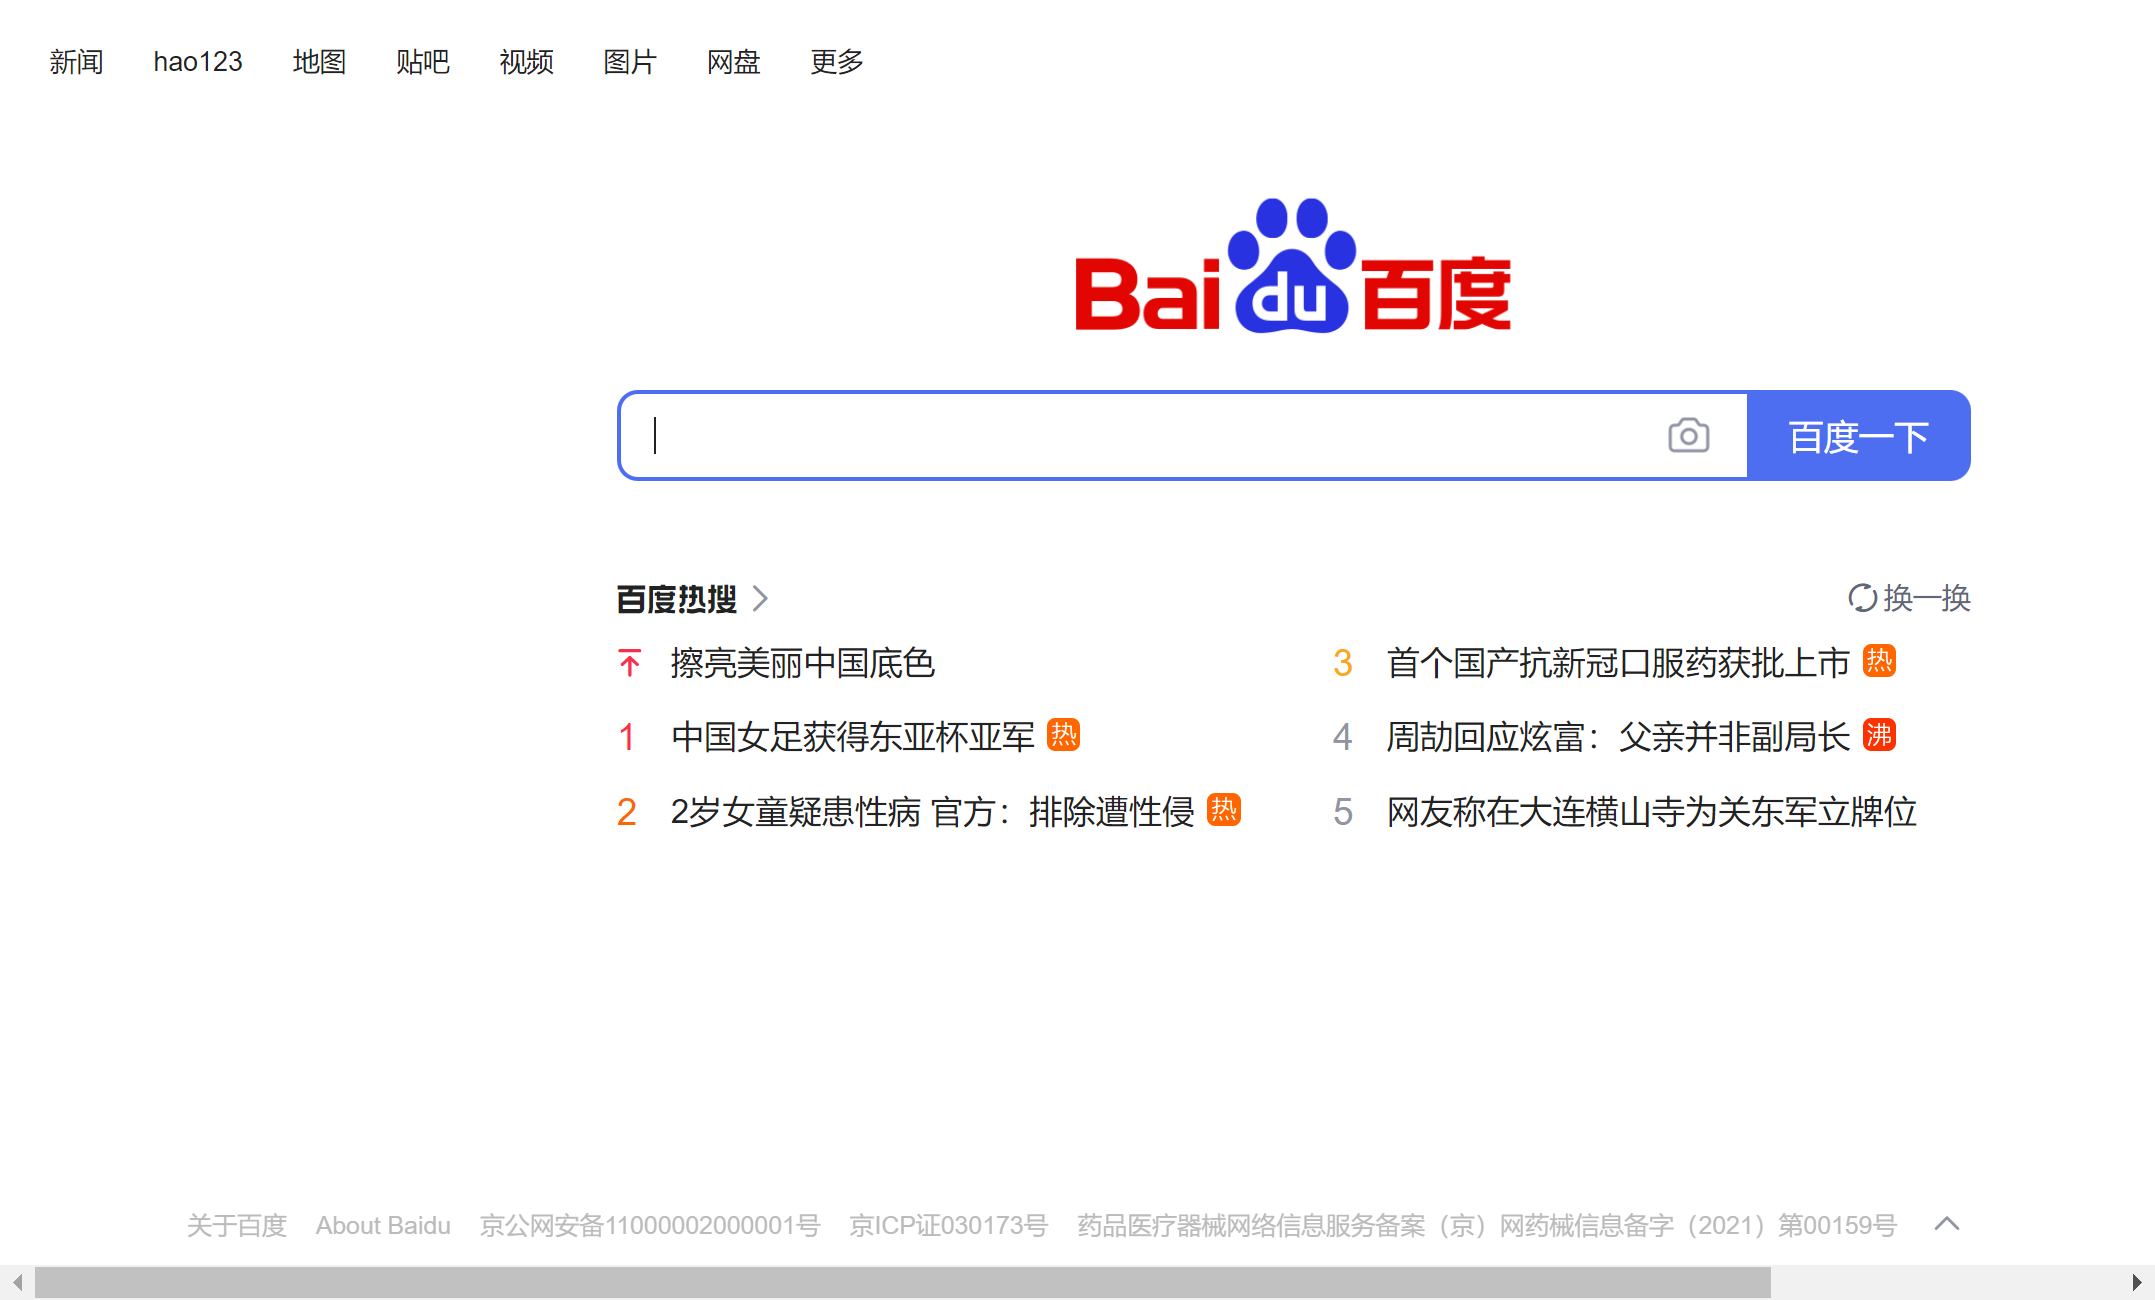 新闻 hao123 地图 贴吧 视频 图片 网盘 更多
Bai du 百度
百度一下
百度热搜 换一换
擦亮美丽中国底色
1 中国女足获得东亚杯亚军 热
2 2岁女童疑患性病 官方：排除遭性侵 热
3 首个国产抗新冠口服药获批上市 热
4 周劼回应炫富：父亲并非副局长 沸
5 网友称在大连横山寺为关东军立牌位
关于百度 About Baidu 京公网安备11000002000001号 京ICP证030173号 药品医疗器械网络信息服务备案（京）网药械信息备字（2021）第00159号